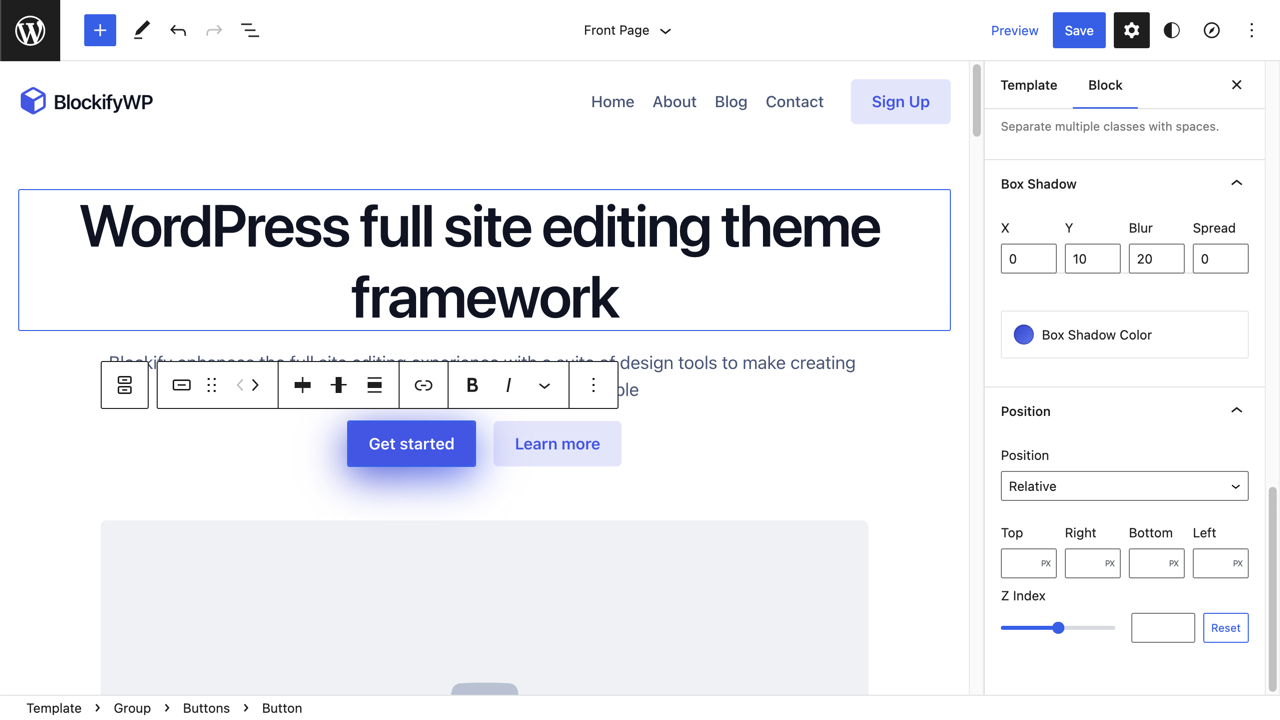 Front Page
Preview
Save
BlockifyWP
Home About Blog Contact Sign Up
WordPress full site editing theme
framework
Blockify enhances the full site editing experience with a suite of design tools to make creating
B I
Get started Learn more
Template Block
Separate multiple classes with spaces.
Box Shadow
X Y Blur Spread
0 10 20 0
Box Shadow Color
Position
Position
Relative
Top Right Bottom Left
PX PX PX PX
Z Index
Reset
Template > Group > Buttons > Button